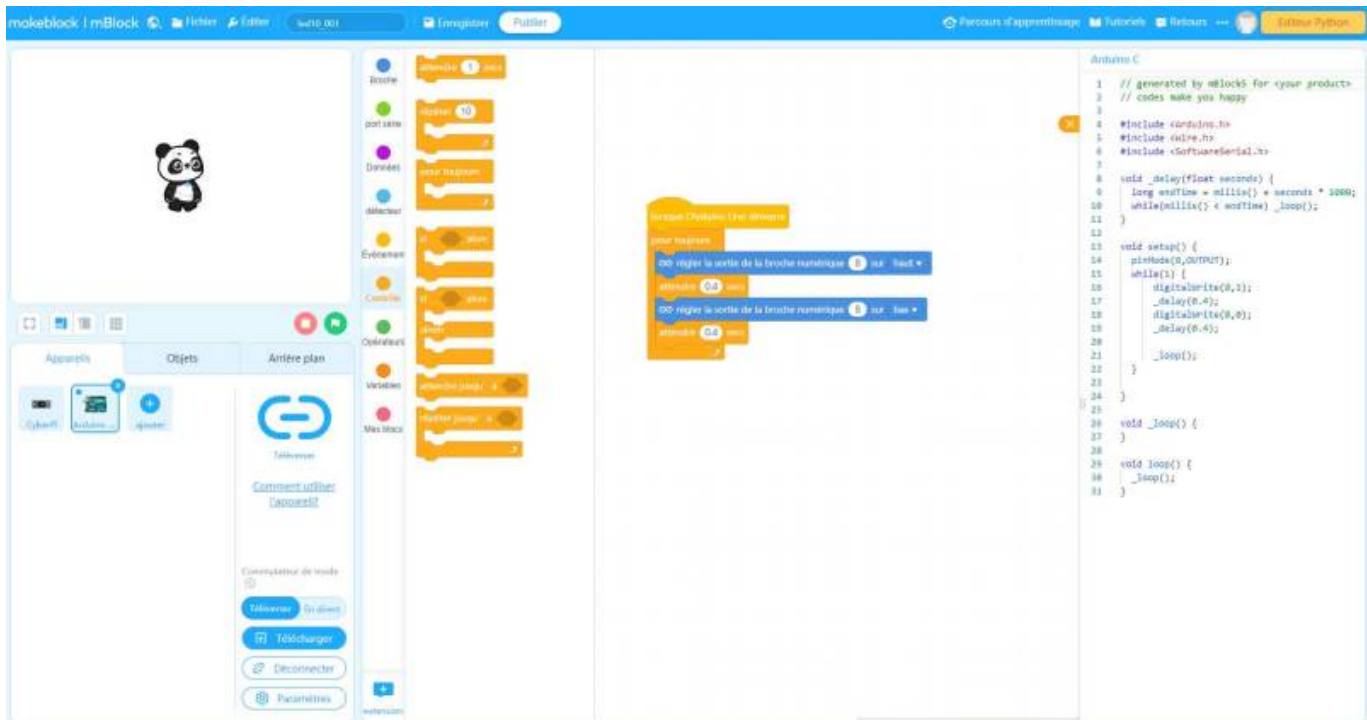 makeblock | mBlock Fichier Éditer led10_001 Enregistrer Publier Parcours d'apprentissage Tutoriels Retours Éditeur Python
Appareils Objets Arrière plan
CyberPi Arduino ... ajouter
Téléverser
Comment utiliser
l'appareil?
Commutateur de mode
Téléverser En direct
Télécharger
Déconnecter
Paramètres
Broche
port série
Données
détecteur
Événement
Contrôle
Opérateurs
Variables
Mes blocs
extension
attendre 1 secs
répéter 10
pour toujours
si alors
si alors
sinon
attendre jusqu' à
répéter jusqu' à
lorsque l'Arduino Uno démarre
pour toujours
régler la sortie de la broche numérique 8 sur haut
attendre 0.4 secs
régler la sortie de la broche numérique 8 sur bas
attendre 0.4 secs
Arduino C
1 // generated by mBlock5 for <your product>
2 // codes make you happy
3
4 #include <Arduino.h>
5 #include <Wire.h>
6 #include <SoftwareSerial.h>
7
8 void _delay(float seconds) {
9 long endTime = millis() + seconds * 1000;
10 while(millis() < endTime) _loop();
11 }
12
13 void setup() {
14 pinMode(8,OUTPUT);
15 while(1) {
16 digitalWrite(8,1);
17 _delay(0.4);
18 digitalWrite(8,0);
19 _delay(0.4);
20
21 _loop();
22 }
23
24 }
25
26 void _loop() {
27 }
28
29 void loop() {
30 _loop();
31 }